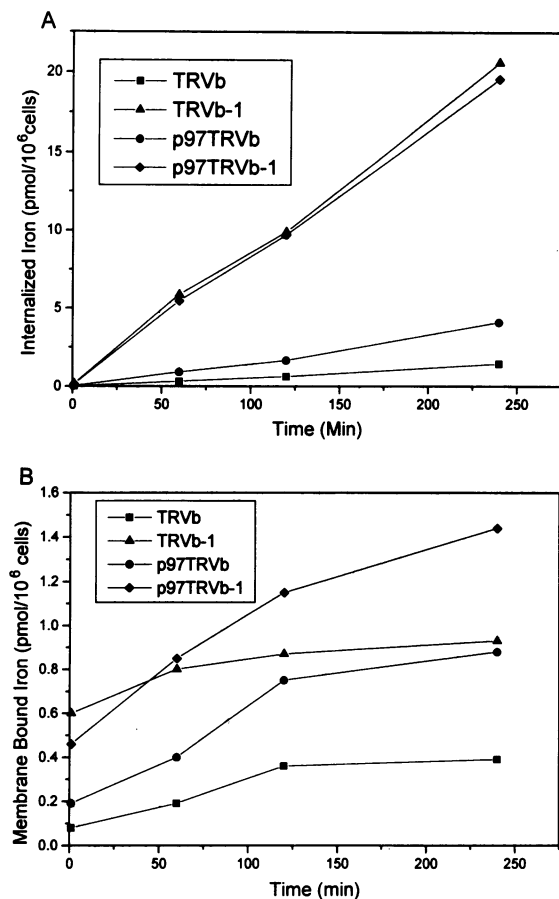 A
Internalized Iron (pmol/10⁶cells)
20
15
10
5
0
TRVb
TRVb-1
p97TRVb
p97TRVb-1
0 50 100 150 200 250
Time (Min)
B
Membrane Bound Iron (pmol/10⁶ cells)
1.6
1.4
1.2
1.0
0.8
0.6
0.4
0.2
0.0
TRVb
TRVb-1
p97TRVb
p97TRVb-1
0 50 100 150 200 250
Time (min)